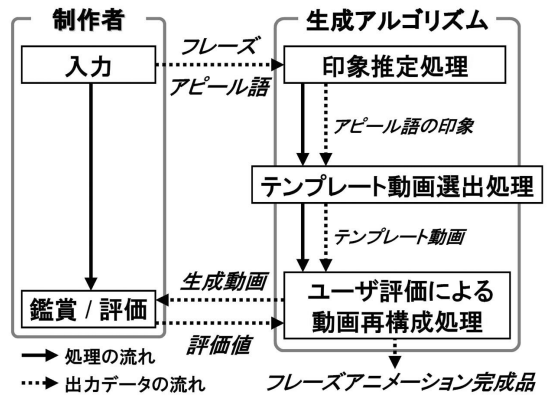 制作者
生成アルゴリズム
入力
フレーズ
アピール語
印象推定処理
アピール語の印象
テンプレート動画選出処理
テンプレート動画
鑑賞 / 評価
生成動画
評価値
ユーザ評価による
動画再構成処理
処理の流れ
出力データの流れ
フレーズアニメーション完成品